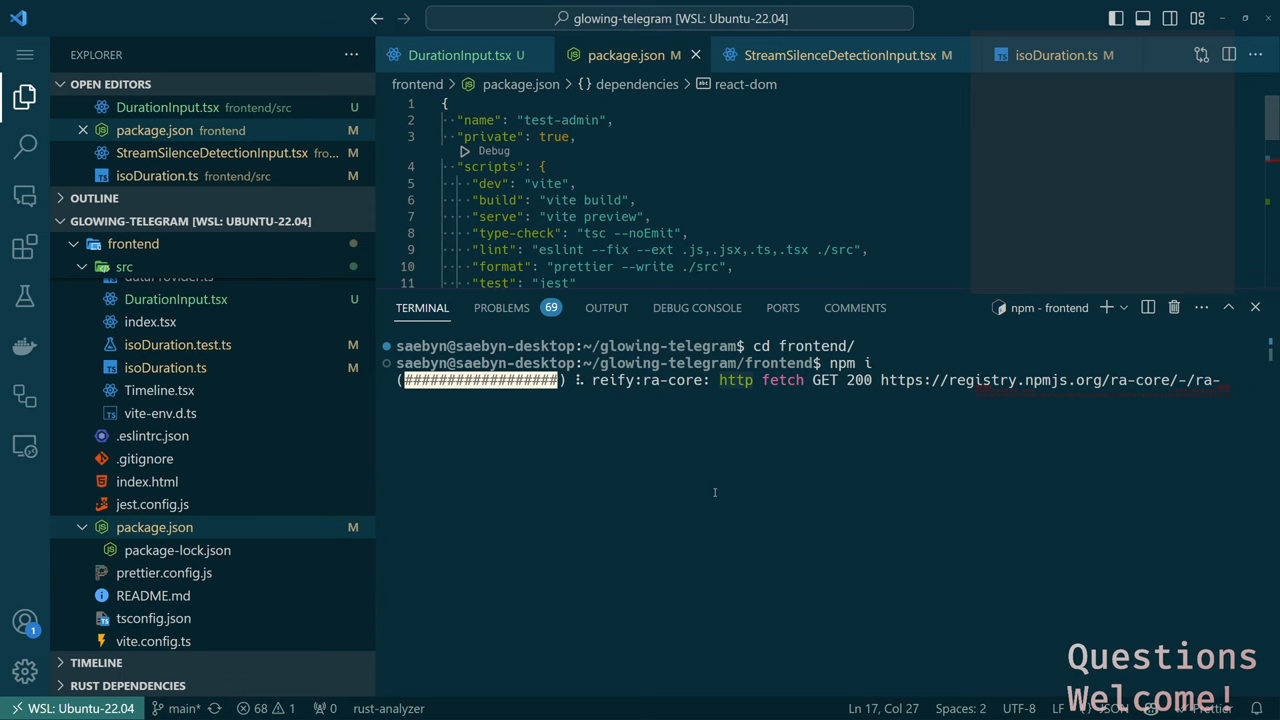 glowing-telegram [WSL: Ubuntu-22.04]
EXPLORER
OPEN EDITORS
DurationInput.tsx frontend/src U
package.json frontend M
StreamSilenceDetectionInput.tsx fro... M
isoDuration.ts frontend/src M
OUTLINE
GLOWING-TELEGRAM [WSL: UBUNTU-22.04]
frontend
src
dataProvider.ts
DurationInput.tsx U
index.tsx
isoDuration.test.ts M
isoDuration.ts M
Timeline.tsx
vite-env.d.ts
.eslintrc.json
.gitignore
index.html
jest.config.js
package.json M
package-lock.json
prettier.config.js
README.md
tsconfig.json
vite.config.ts
TIMELINE
RUST DEPENDENCIES
DurationInput.tsx U
package.json M
StreamSilenceDetectionInput.tsx M
isoDuration.ts M
frontend > package.json > {} dependencies > react-dom
1 {
2 "name": "test-admin",
3 "private": true,
Debug
4 "scripts": {
5 "dev": "vite",
6 "build": "vite build",
7 "serve": "vite preview",
8 "type-check": "tsc --noEmit",
9 "lint": "eslint --fix --ext .js,.jsx,.ts,.tsx ./src",
10 "format": "prettier --write ./src",
11 "test": "jest"
TERMINAL PROBLEMS 69 OUTPUT DEBUG CONSOLE PORTS COMMENTS
npm - frontend
saebyn@saebyn-desktop:~/glowing-telegram$ cd frontend/
saebyn@saebyn-desktop:~/glowing-telegram/frontend$ npm i
(##################) ⠧ reify:ra-core: http fetch GET 200 https://registry.npmjs.org/ra-core/-/ra-
Questions
Welcome!
1
WSL: Ubuntu-22.04 main* 68 1 0 rust-analyzer
Ln 17, Col 27 Spaces: 2 UTF-8 LF JSON Prettier